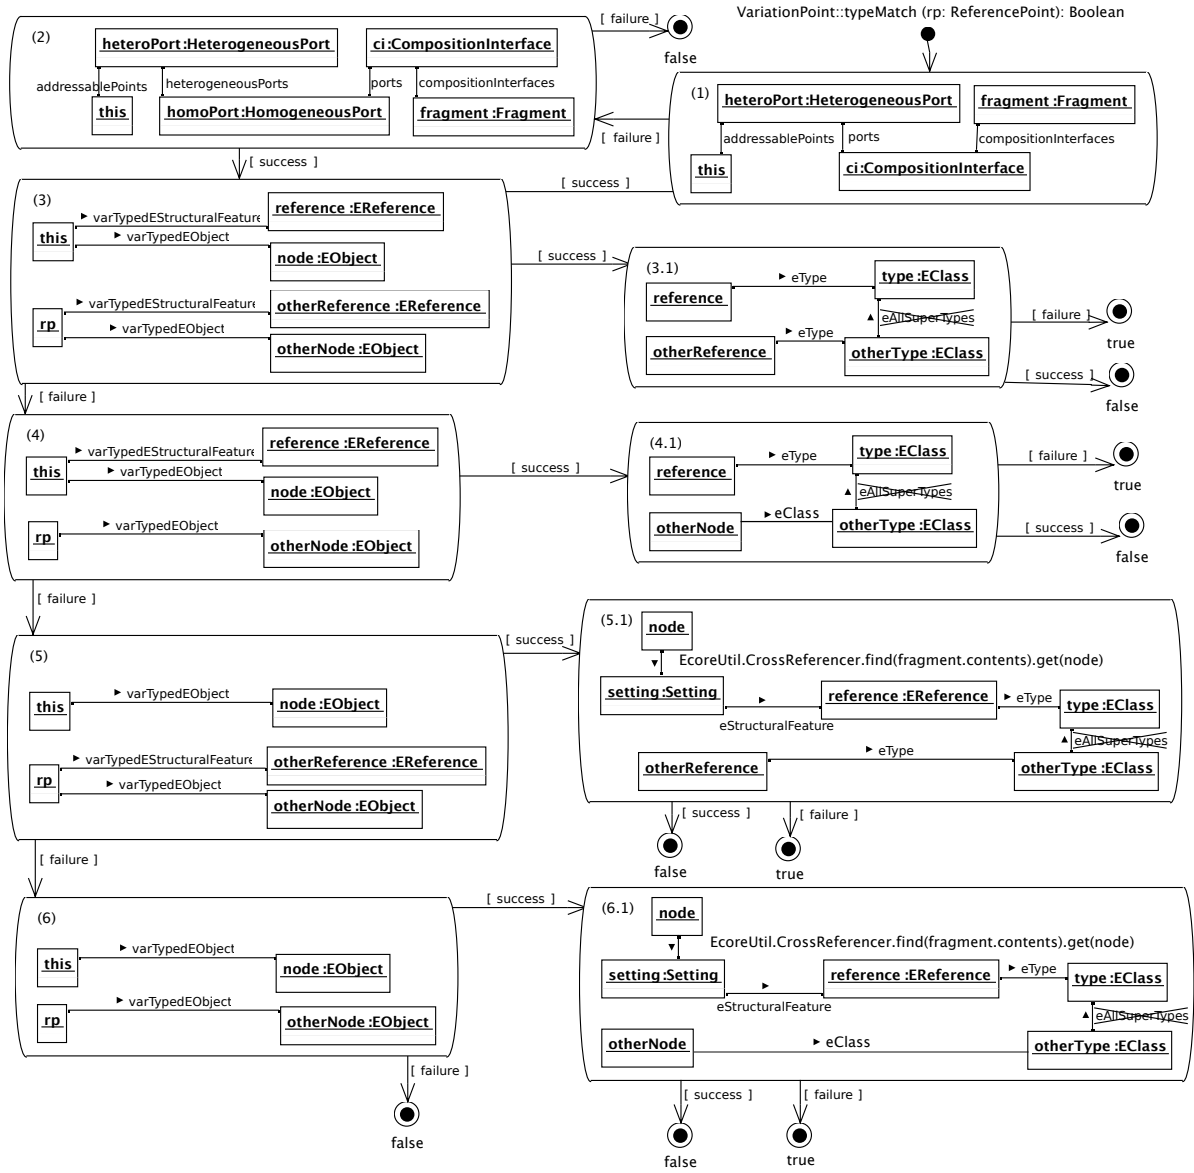 VariationPoint::typeMatch (rp: ReferencePoint): Boolean
[ failure ]
false
(2)
heteroPort :HeterogeneousPort
ci :CompositionInterface
addressablePoints
heterogeneousPorts
ports
compositionInterfaces
this
homoPort :HomogeneousPort
fragment :Fragment
[ failure ]
(1)
heteroPort :HeterogeneousPort
fragment :Fragment
addressablePoints
ports
compositionInterfaces
this
ci :CompositionInterface
[ success ]
[ success ]
(3)
reference :EReference
varTypedEStructuralFeature
this
varTypedEObject
node :EObject
varTypedEStructuralFeature
otherReference :EReference
rp
varTypedEObject
otherNode :EObject
[ success ]
(3.1)
eType
type :EClass
reference
eAllSuperTypes
eType
otherReference
otherType :EClass
[ failure ]
true
[ success ]
false
[ failure ]
(4)
reference :EReference
varTypedEStructuralFeature
this
varTypedEObject
node :EObject
varTypedEObject
rp
otherNode :EObject
[ success ]
(4.1)
eType
type :EClass
reference
eAllSuperTypes
eClass
otherNode
otherType :EClass
[ failure ]
true
[ success ]
false
[ failure ]
(5)
varTypedEObject
this
node :EObject
varTypedEStructuralFeature
otherReference :EReference
rp
varTypedEObject
otherNode :EObject
[ success ]
(5.1)
node
EcoreUtil.CrossReferencer.find(fragment.contents).get(node)
setting :Setting
reference :EReference
eType
type :EClass
eStructuralFeature
eAllSuperTypes
eType
otherReference
otherType :EClass
[ success ]
false
[ failure ]
true
[ failure ]
(6)
varTypedEObject
this
node :EObject
varTypedEObject
rp
otherNode :EObject
[ success ]
(6.1)
node
EcoreUtil.CrossReferencer.find(fragment.contents).get(node)
setting :Setting
reference :EReference
eType
type :EClass
eStructuralFeature
eAllSuperTypes
otherNode
eClass
otherType :EClass
[ failure ]
false
[ success ]
false
[ failure ]
true